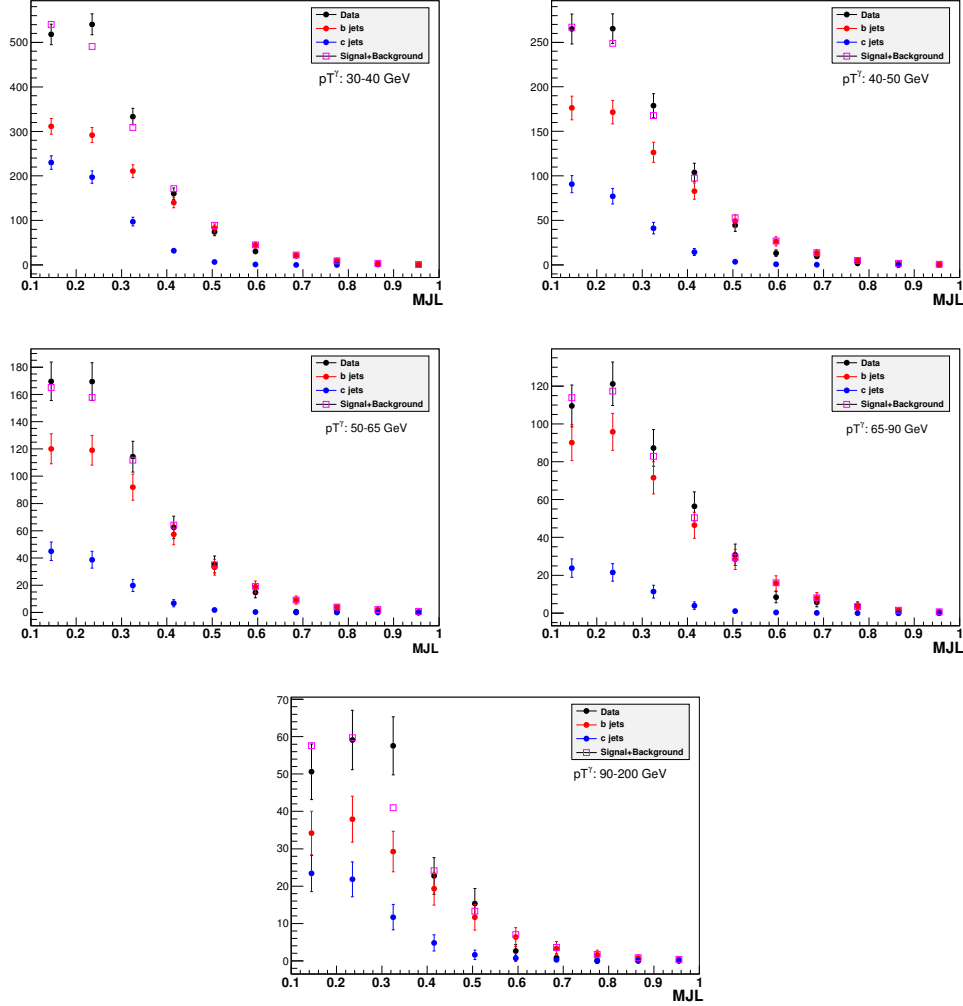 Data
b jets
c jets
Signal+Background
pT^γ: 30-40 GeV
500
400
300
200
100
0
0.1 0.2 0.3 0.4 0.5 0.6 0.7 0.8 0.9 1
MJL
Data
b jets
c jets
Signal+Background
pT^γ: 40-50 GeV
250
200
150
100
50
0
0.1 0.2 0.3 0.4 0.5 0.6 0.7 0.8 0.9 1
MJL
Data
b jets
c jets
Signal+Background
pT^γ: 50-65 GeV
180
160
140
120
100
80
60
40
20
0
0.1 0.2 0.3 0.4 0.5 0.6 0.7 0.8 0.9 1
MJL
Data
b jets
c jets
Signal+Background
pT^γ: 65-90 GeV
120
100
80
60
40
20
0
0.1 0.2 0.3 0.4 0.5 0.6 0.7 0.8 0.9 1
MJL
Data
b jets
c jets
Signal+Background
pT^γ: 90-200 GeV
70
60
50
40
30
20
10
0
0.1 0.2 0.3 0.4 0.5 0.6 0.7 0.8 0.9 1
MJL